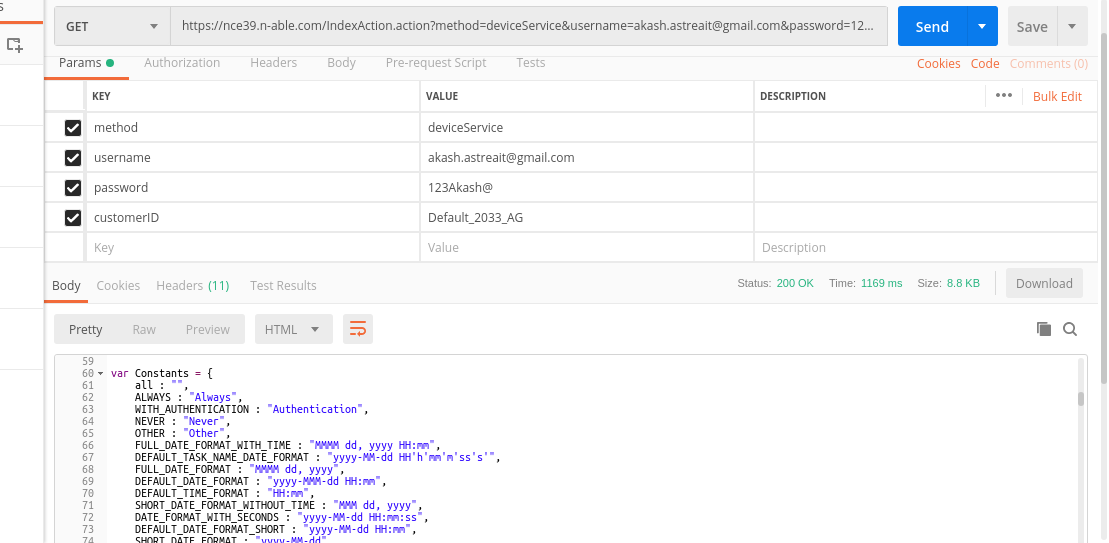 s
GET https://nce39.n-able.com/IndexAction.action?method=deviceService&username=akash.astreait@gmail.com&password=12... Send Save
Params Authorization Headers Body Pre-request Script Tests Cookies Code Comments (0)
KEY VALUE DESCRIPTION ••• Bulk Edit
method deviceService
username akash.astreait@gmail.com
password 123Akash@
customerID Default_2033_AG
Key Value Description
Body Cookies Headers (11) Test Results Status: 200 OK Time: 1169 ms Size: 8.8 KB Download
Pretty Raw Preview HTML
59
60 var Constants = {
61 all : "",
62 ALWAYS : "Always",
63 WITH_AUTHENTICATION : "Authentication",
64 NEVER : "Never",
65 OTHER : "Other",
66 FULL_DATE_FORMAT_WITH_TIME : "MMMM dd, yyyy HH:mm",
67 DEFAULT_TASK_NAME_DATE_FORMAT : "yyyy-MM-dd HH'h'mm'm'ss's'",
68 FULL_DATE_FORMAT : "MMMM dd, yyyy",
69 DEFAULT_DATE_FORMAT : "yyyy-MMM-dd HH:mm",
70 DEFAULT_TIME_FORMAT : "HH:mm",
71 SHORT_DATE_FORMAT_WITHOUT_TIME : "MMM dd, yyyy",
72 DATE_FORMAT_WITH_SECONDS : "yyyy-MM-dd HH:mm:ss",
73 DEFAULT_DATE_FORMAT_SHORT : "yyyy-MM-dd HH:mm",
74 SHORT_DATE_FORMAT : "yyyy-MM-dd"